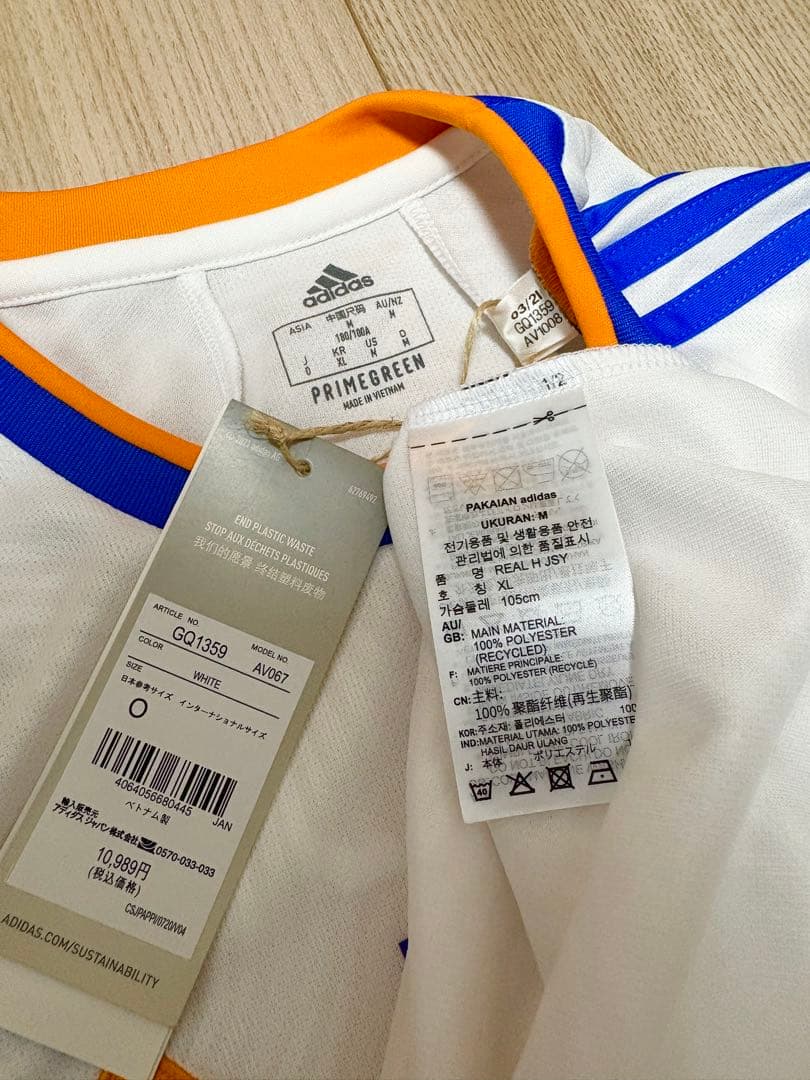 adidas
ASIA 中国尺码 AU/NZ
M M
180/100A
J KR US D
O XL M M
PRIMEGREEN
MADE IN VIETNAM
03/21
GQ1359
AV1008
1/2
PAKAIAN adidas
UKURAN: M
전기용품 및 생활용품 안전
관리법에 의한 품질표시
품 명 REAL H JSY
호 칭 XL
가슴둘레 105cm
AU/
GB: MAIN MATERIAL:
100% POLYESTER
(RECYCLED)
F: MATIERE PRINCIPALE:
100% POLYESTER (RECYCLÉ)
CN: 主料:
100% 聚酯纤维(再生聚酯)
KOR: 주소재: 폴리에스터 100
IND: MATERIAL UTAMA: 100% POLYESTER
HASIL DAUR ULANG
J: 本体 ポリエステル
40
62769492
END PLASTIC WASTE
STOP AUX DÉCHETS PLASTIQUES
我们的愿景 终结塑料废物
ARTICLE NO.
GQ1359
MODEL NO.
COLOR
AV067
WHITE
SIZE
日本参考サイズ インターナショナルサイズ
O
4064056680445 JAN
ベトナム製
輸入販売元
アディダス ジャパン株式会社 0570-033-033
10,989円
(税込価格)
CSJPAPPI/0720/V04
ADIDAS.COM/SUSTAINABILITY